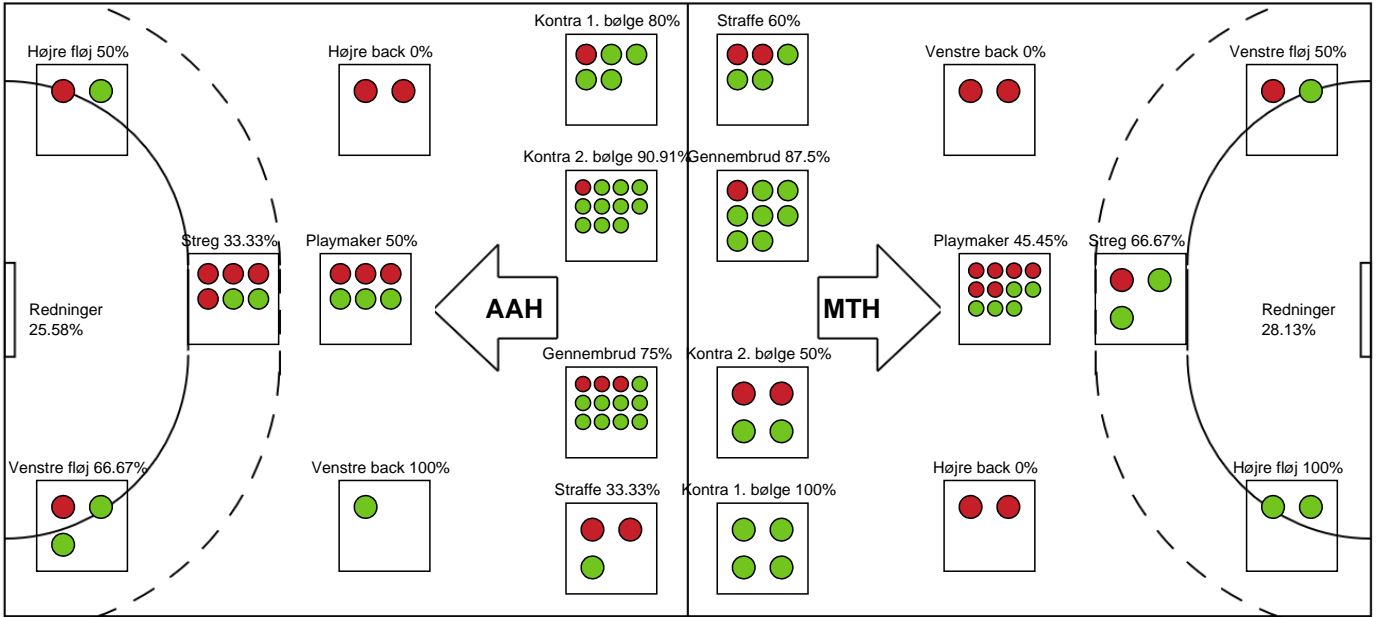 Kontra 1. bølge 80%
Straffe 60%
Højre fløj 50%
Højre back 0%
Venstre back 0%
Venstre fløj 50%
Kontra 2. bølge 90.91%
Gennembrud 87.5%
Streg 33.33%
Playmaker 50%
Playmaker 45.45%
Streg 66.67%
Redninger
25.58%
AAH
MTH
Redninger
28.13%
Gennembrud 75%
Kontra 2. bølge 50%
Venstre fløj 66.67%
Venstre back 100%
Højre back 0%
Højre fløj 100%
Straffe 33.33%
Kontra 1. bølge 100%